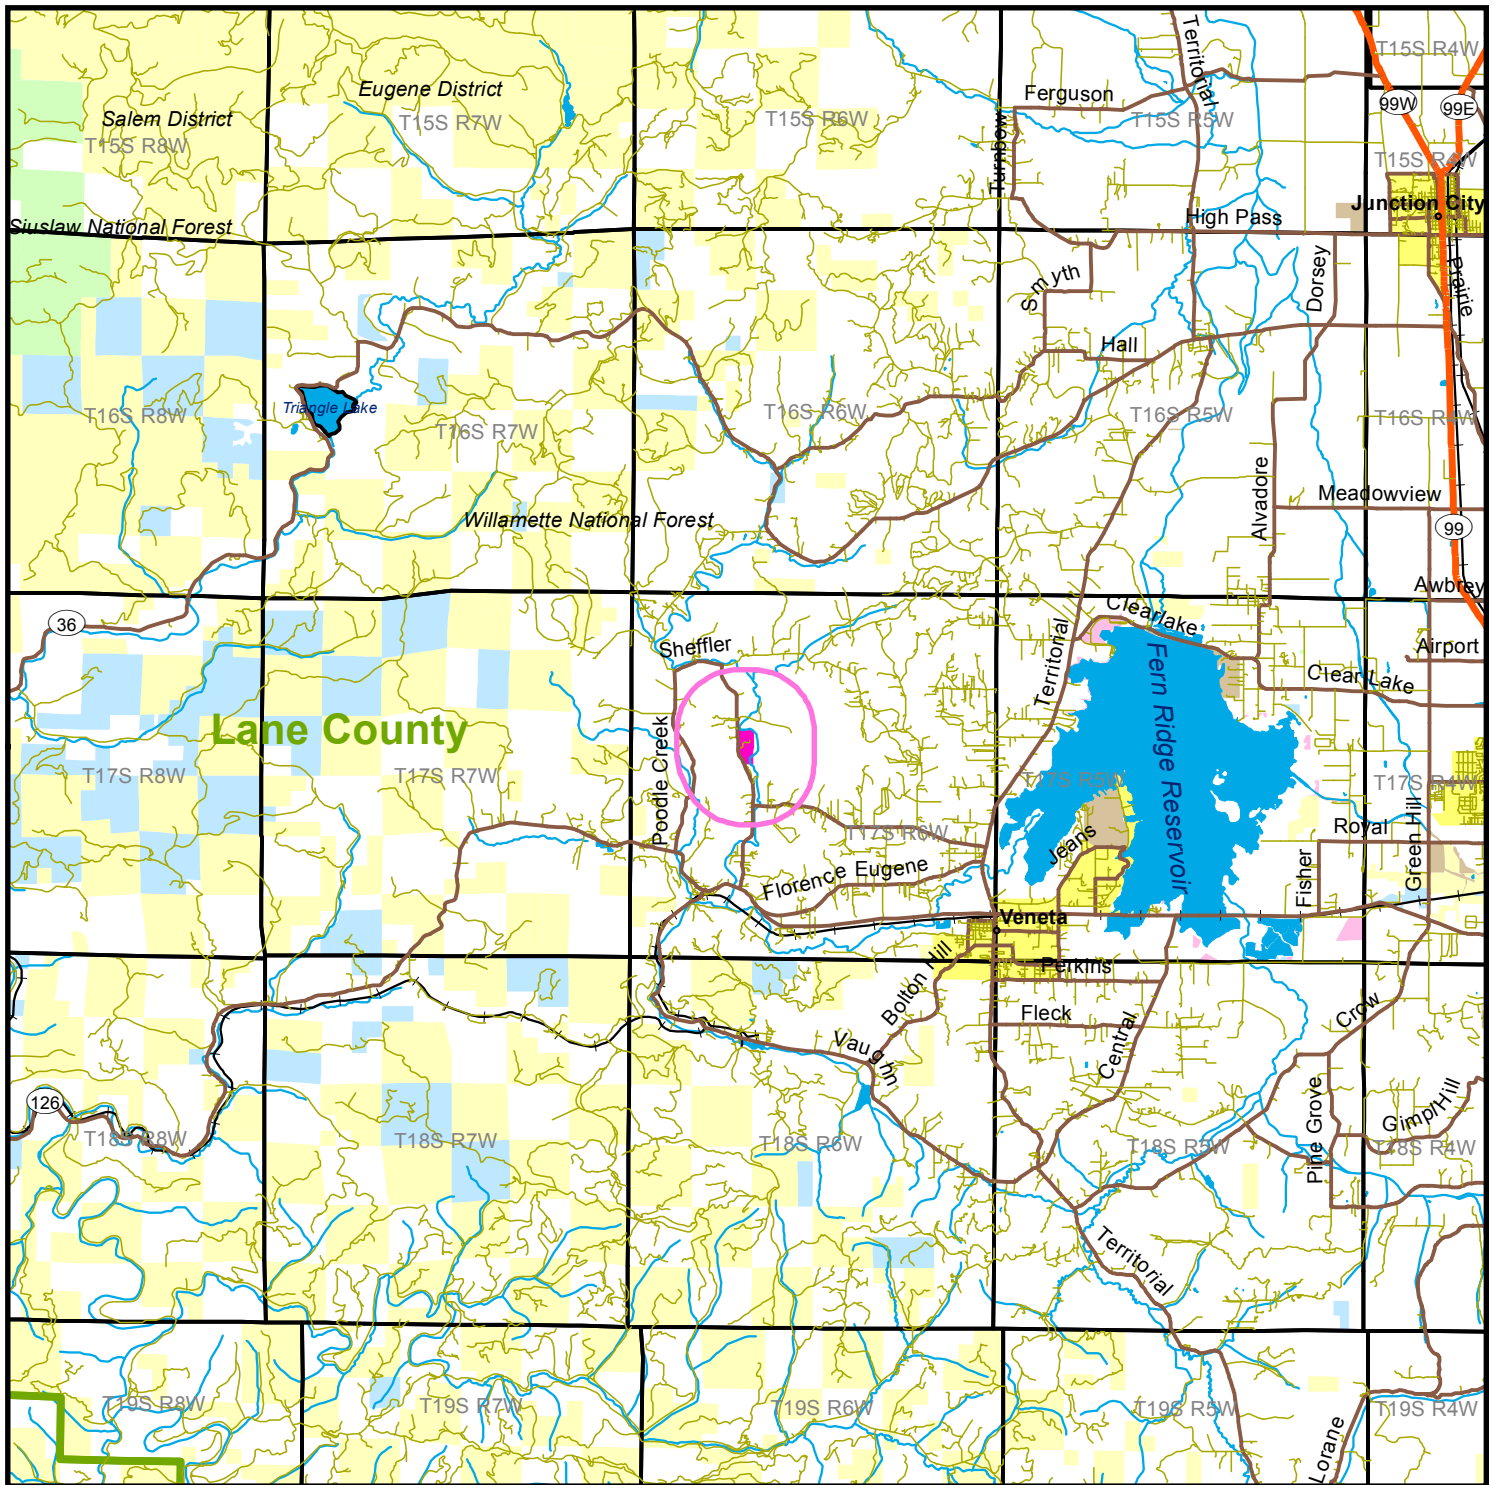 Territorial
T15S R4W
Eugene District
Ferguson
99W
99E
Salem District
T15S R7W
T15S R6W
T15S R5W
T15S R8W
Turnbow
T15S R4W
Junction City
High Pass
Siuslaw National Forest
Smyth
Dorsey
Prairie
Hall
Triangle Lake
T16S R8W
T16S R7W
T16S R6W
T16S R5W
T16S R4W
Alvadore
Meadowview
Willamette National Forest
99
Awbrey
Clearlake
36
Sheffler
Territorial
Airport
Clear Lake
Fern Ridge Reservoir
Lane County
Poodle Creek
T17S R8W
T17S R7W
T17S R5W
T17S R4W
T17S R6W
Jeans
Royal
Green Hill
Florence Eugene
Fisher
Veneta
Bolton Hill
Perkins
Fleck
Crow
Vaughn
Central
126
Pine Grove
Gimpl Hill
T18S R8W
T18S R7W
T18S R6W
T18S R5W
T18S R4W
Territorial
T19S R8W
T19S R7W
T19S R6W
T19S R5W
T19S R4W
Lorane